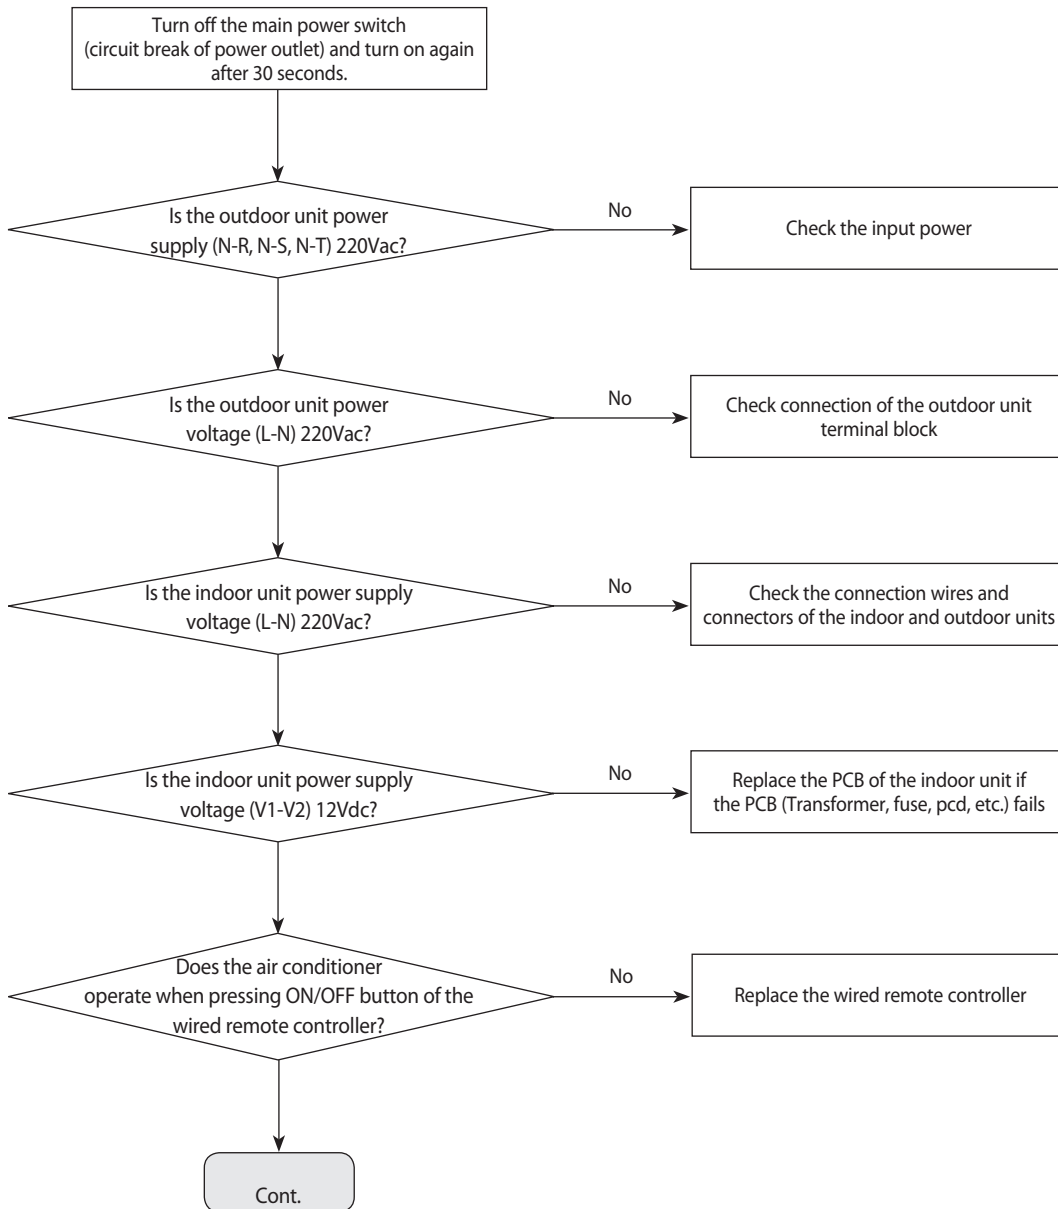 Turn off the main power switch
(circuit break of power outlet) and turn on again
after 30 seconds.
Is the outdoor unit power
supply (N-R, N-S, N-T) 220Vac?
No
Check the input power
Is the outdoor unit power
voltage (L-N) 220Vac?
No
Check connection of the outdoor unit
terminal block
Is the indoor unit power supply
voltage (L-N) 220Vac?
No
Check the connection wires and
connectors of the indoor and outdoor units
Is the indoor unit power supply
voltage (V1-V2) 12Vdc?
No
Replace the PCB of the indoor unit if
the PCB (Transformer, fuse, pcd, etc.) fails
Does the air conditioner
operate when pressing ON/OFF button of the
wired remote controller?
No
Replace the wired remote controller
Cont.